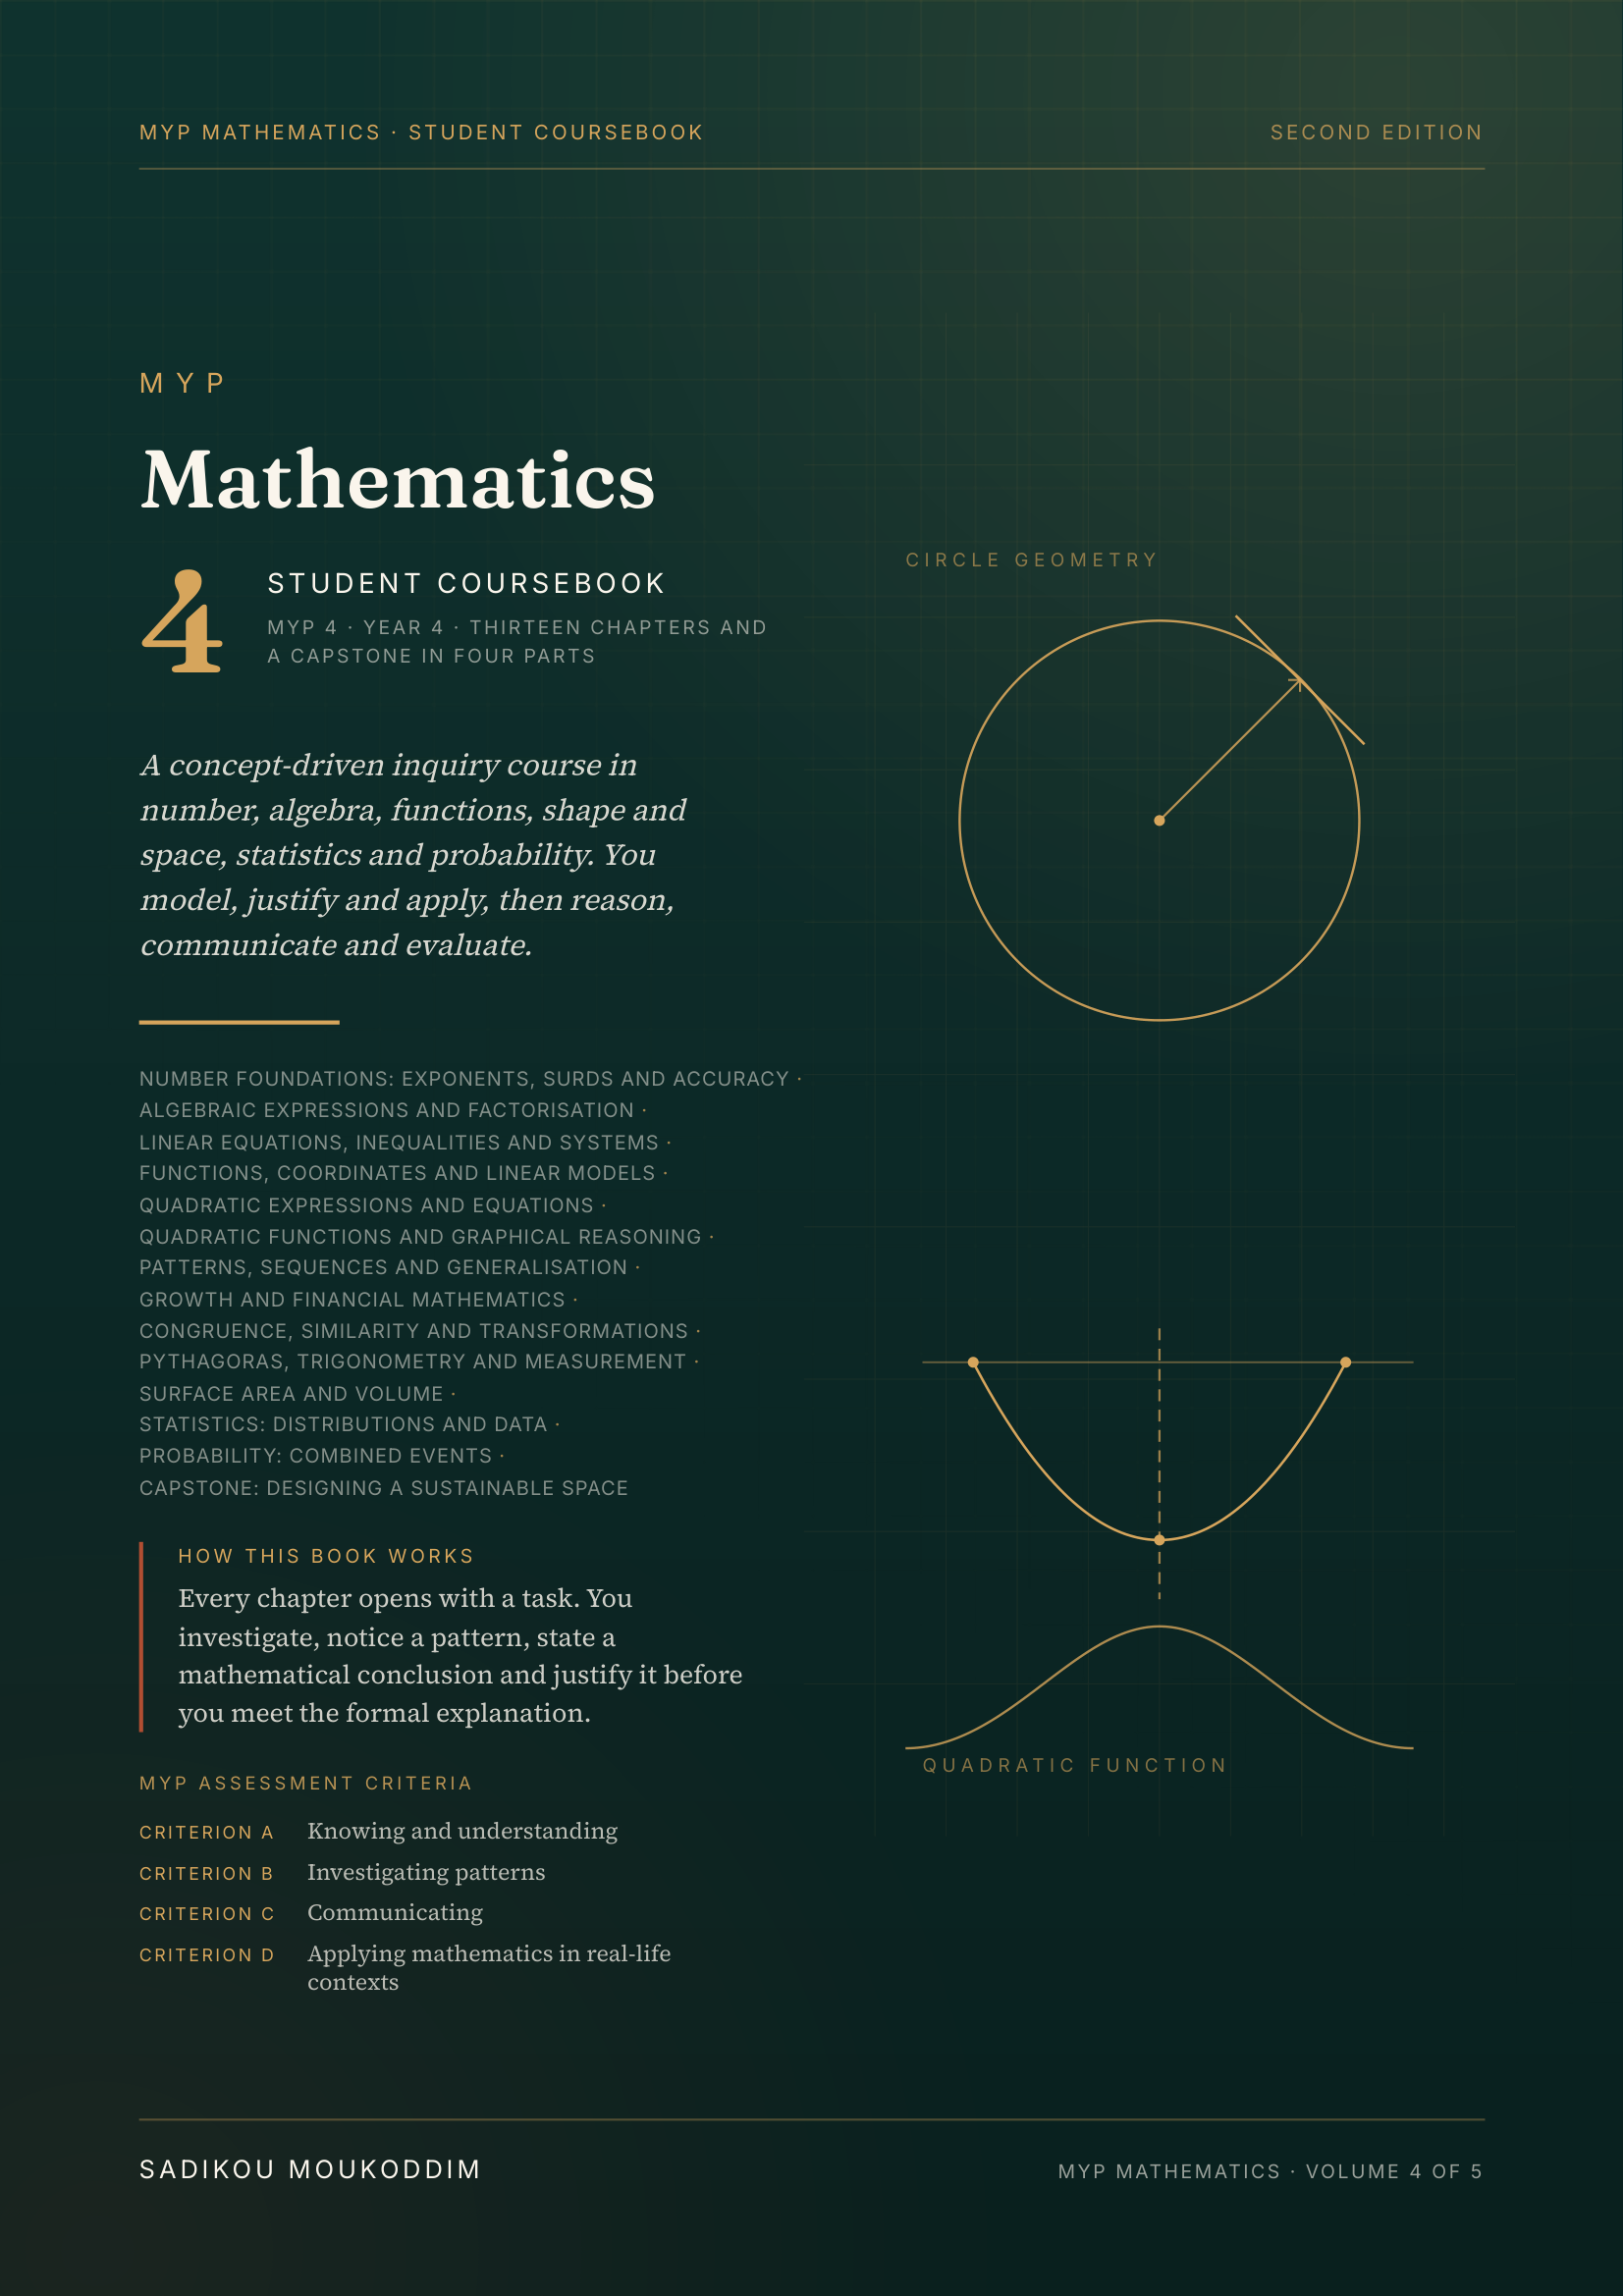 MYP MATHEMATICS · STUDENT COURSEBOOK
SECOND EDITION
MYP
Mathematics
4
STUDENT COURSEBOOK
MYP 4 · YEAR 4 · THIRTEEN CHAPTERS AND
A CAPSTONE IN FOUR PARTS
A concept-driven inquiry course in
number, algebra, functions, shape and
space, statistics and probability. You
model, justify and apply, then reason,
communicate and evaluate.
NUMBER FOUNDATIONS: EXPONENTS, SURDS AND ACCURACY ·
ALGEBRAIC EXPRESSIONS AND FACTORISATION ·
LINEAR EQUATIONS, INEQUALITIES AND SYSTEMS ·
FUNCTIONS, COORDINATES AND LINEAR MODELS ·
QUADRATIC EXPRESSIONS AND EQUATIONS ·
QUADRATIC FUNCTIONS AND GRAPHICAL REASONING ·
PATTERNS, SEQUENCES AND GENERALISATION ·
GROWTH AND FINANCIAL MATHEMATICS ·
CONGRUENCE, SIMILARITY AND TRANSFORMATIONS ·
PYTHAGORAS, TRIGONOMETRY AND MEASUREMENT ·
SURFACE AREA AND VOLUME ·
STATISTICS: DISTRIBUTIONS AND DATA ·
PROBABILITY: COMBINED EVENTS ·
CAPSTONE: DESIGNING A SUSTAINABLE SPACE
HOW THIS BOOK WORKS
Every chapter opens with a task. You
investigate, notice a pattern, state a
mathematical conclusion and justify it before
you meet the formal explanation.
MYP ASSESSMENT CRITERIA
CRITERION A Knowing and understanding
CRITERION B Investigating patterns
CRITERION C Communicating
CRITERION D Applying mathematics in real-life
contexts
CIRCLE GEOMETRY
QUADRATIC FUNCTION
SADIKOU MOUKODDIM
MYP MATHEMATICS · VOLUME 4 OF 5